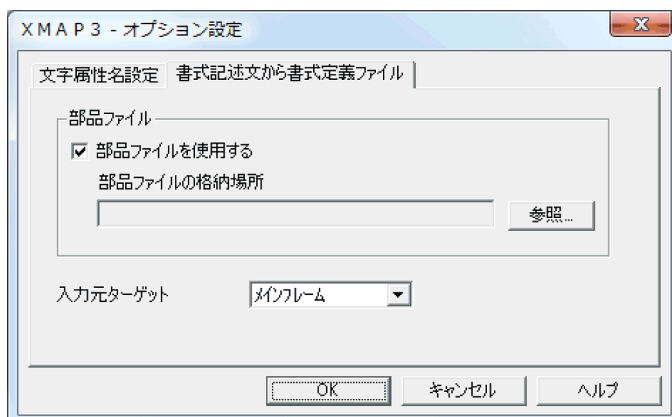 XMAP3 - オプション設定
文字属性名設定 書式記述文から書式定義ファイル
部品ファイル
部品ファイルを使用する
部品ファイルの格納場所
参照...
入力元ターゲット メインフレーム
OK キャンセル ヘルプ